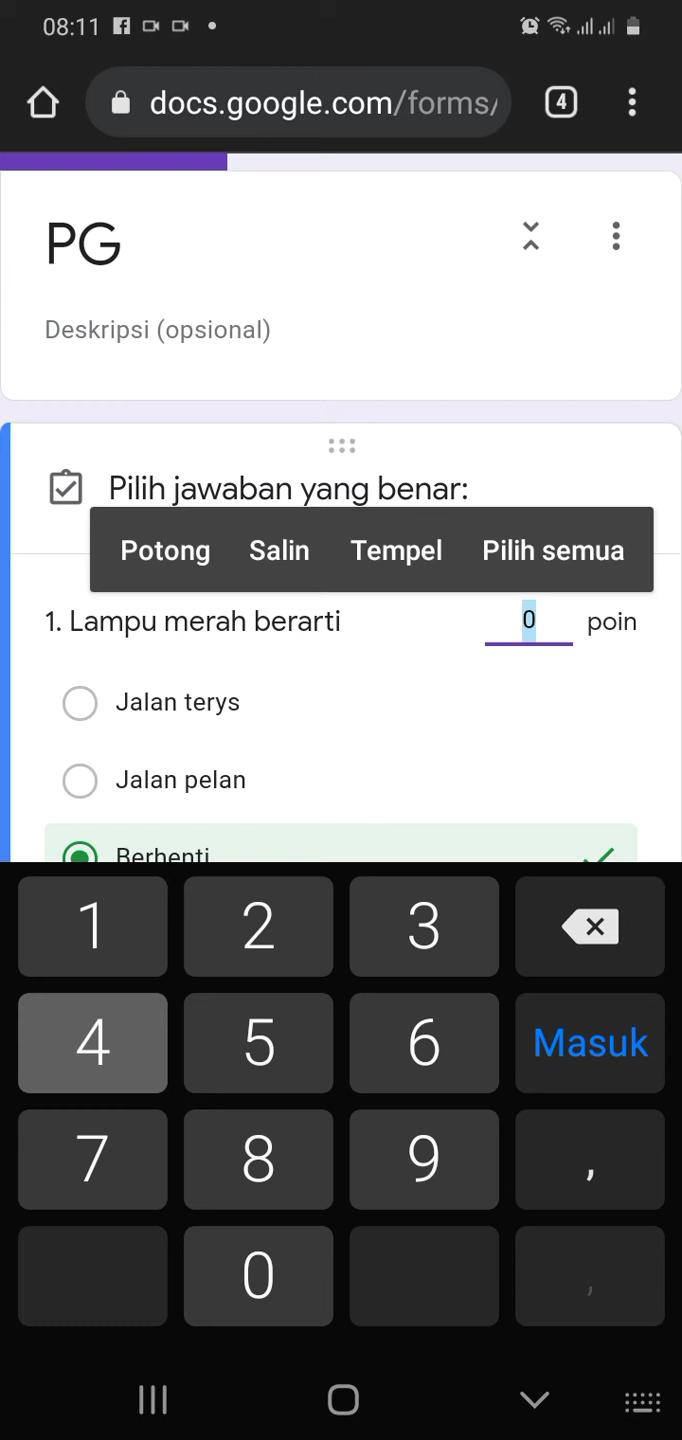 08:11
docs.google.com/forms/
4
PG
Deskripsi (opsional)
Pilih jawaban yang benar:
Potong Salin Tempel Pilih semua
1. Lampu merah berarti 0 poin
Jalan terys
Jalan pelan
Berhenti
1 2 3
4 5 6 Masuk
7 8 9 ,
0 ,